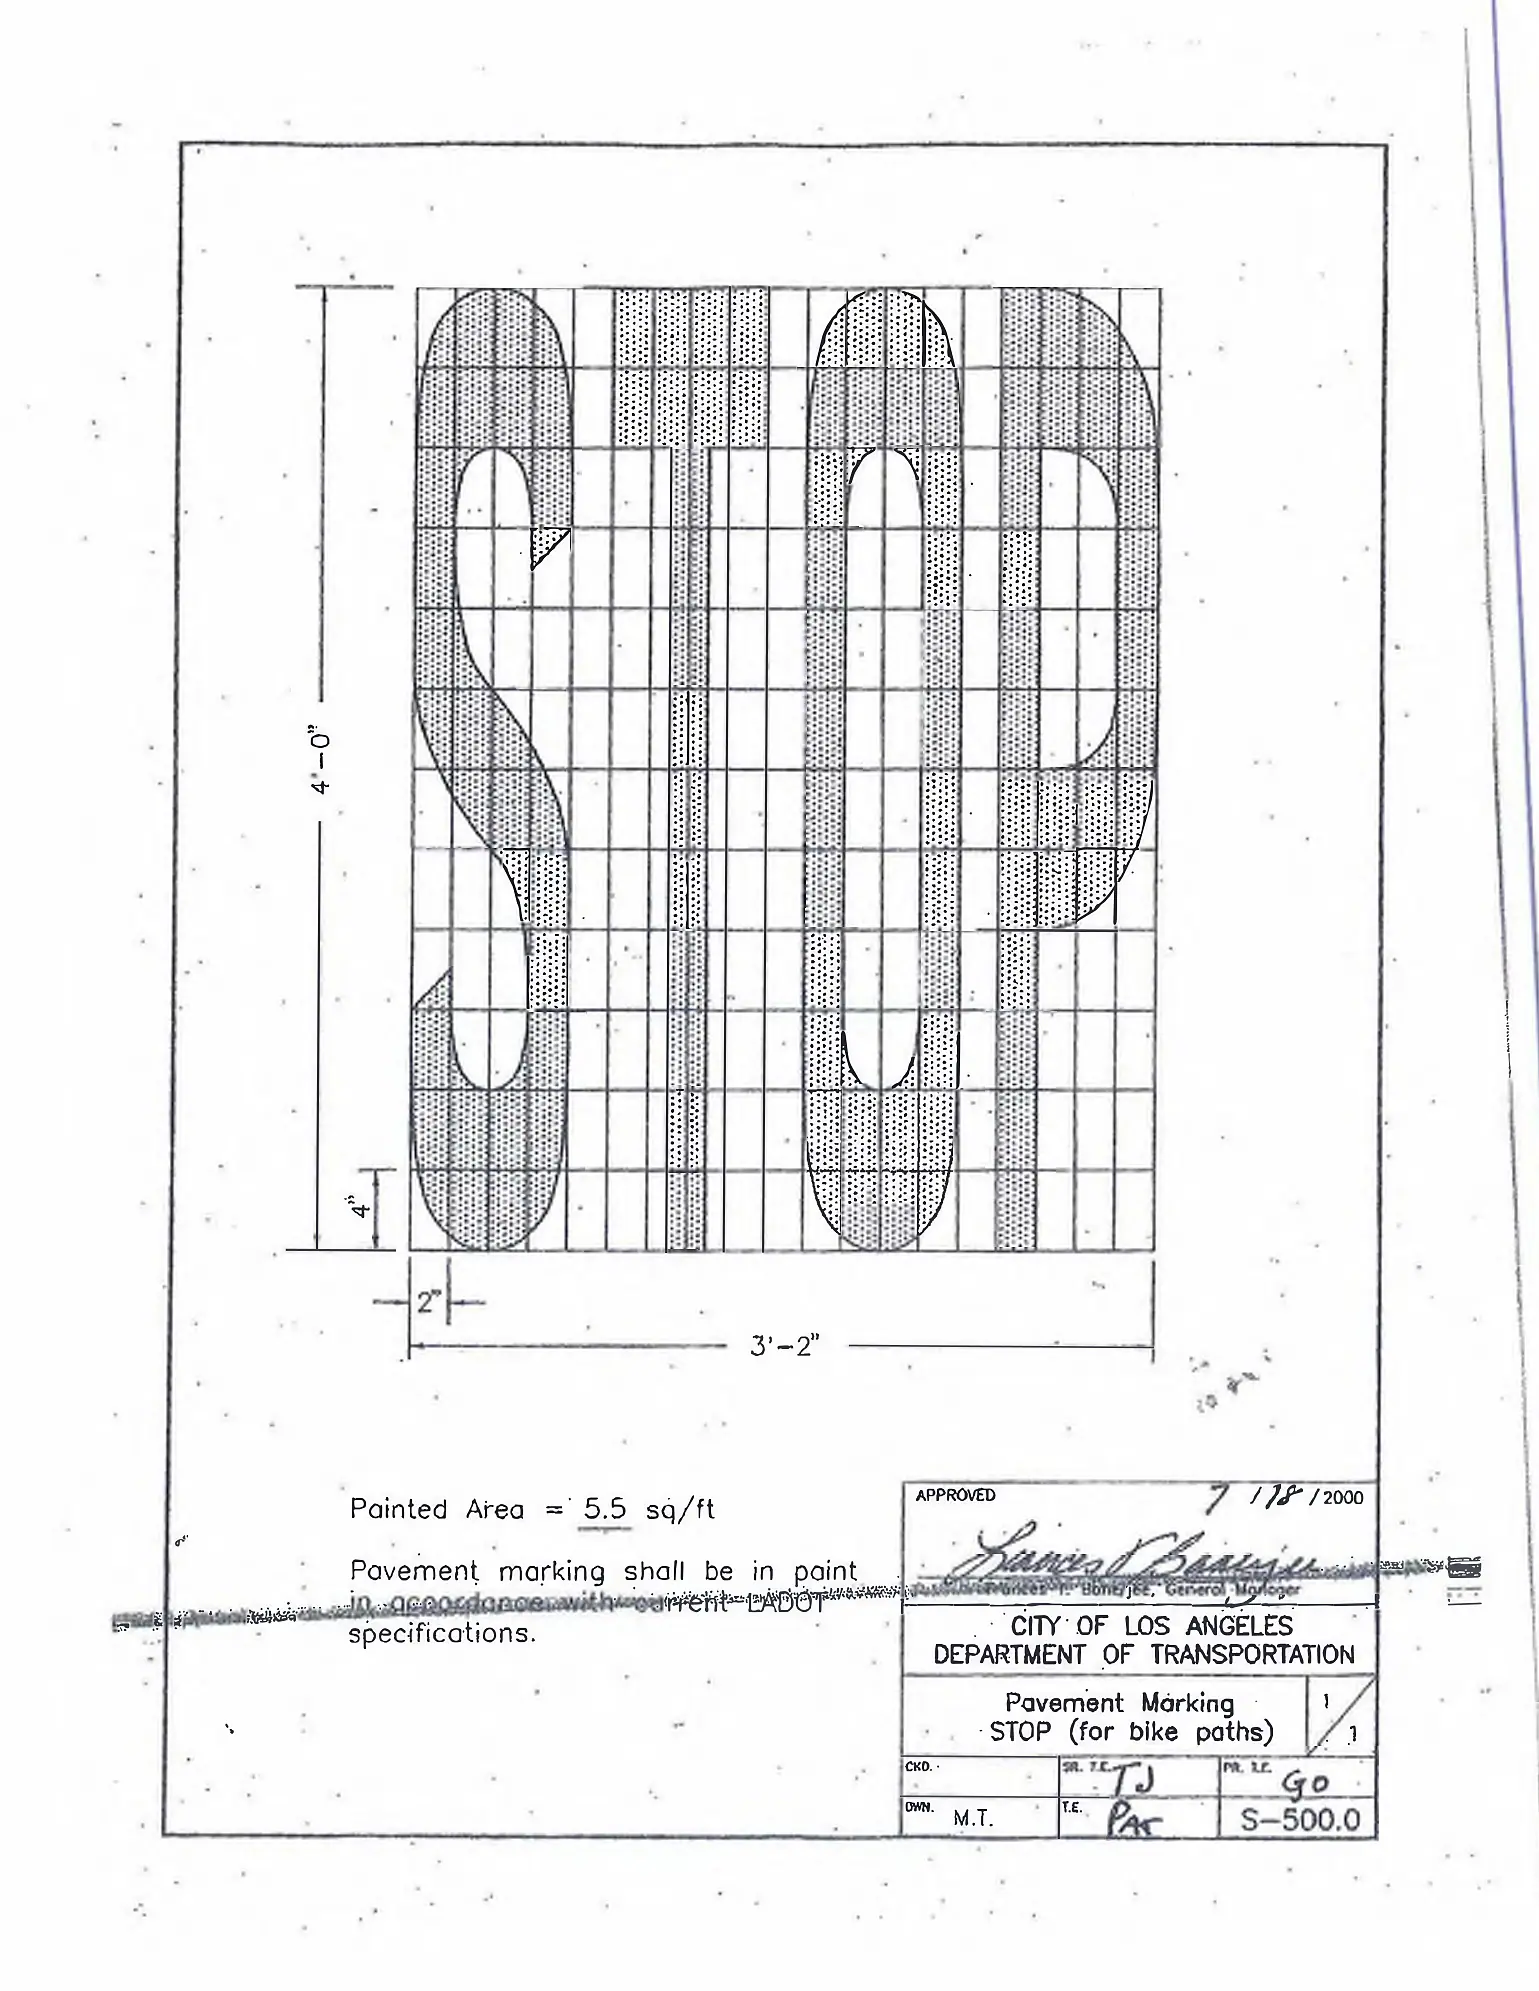 STOP
4'-0"
4"
2"
3'-2"
Painted Area = 5.5 sq/ft
Pavement marking shall be in paint
in accordance with current LADOT
specifications.
APPROVED 7 / 18 / 2000
Frances T. Banerjee, General Manager
CITY OF LOS ANGELES
DEPARTMENT OF TRANSPORTATION
Pavement Marking
STOP (for bike paths)
1/1
CKD.
SR. T.E. TJ
PR. T.E. GO
DWN. M.T.
T.E.
S-500.0